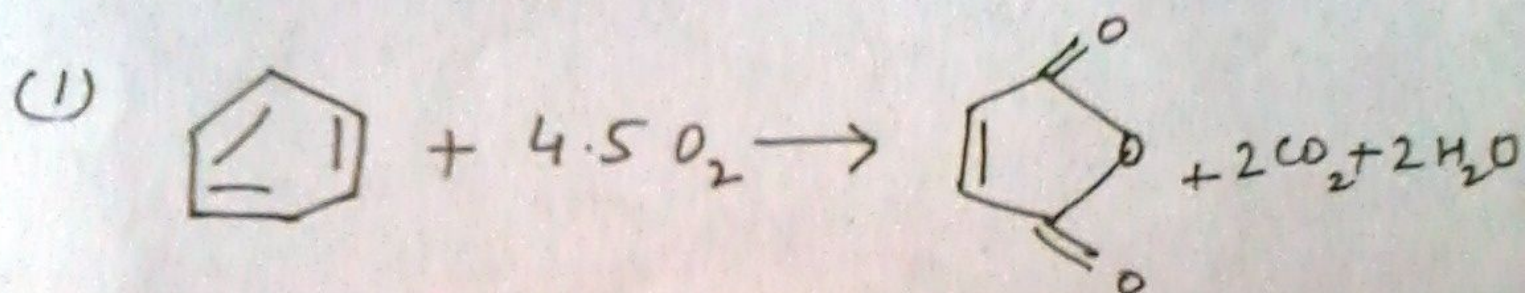 (1) + 4.5 O₂ → O O O + 2CO₂ + 2H₂O